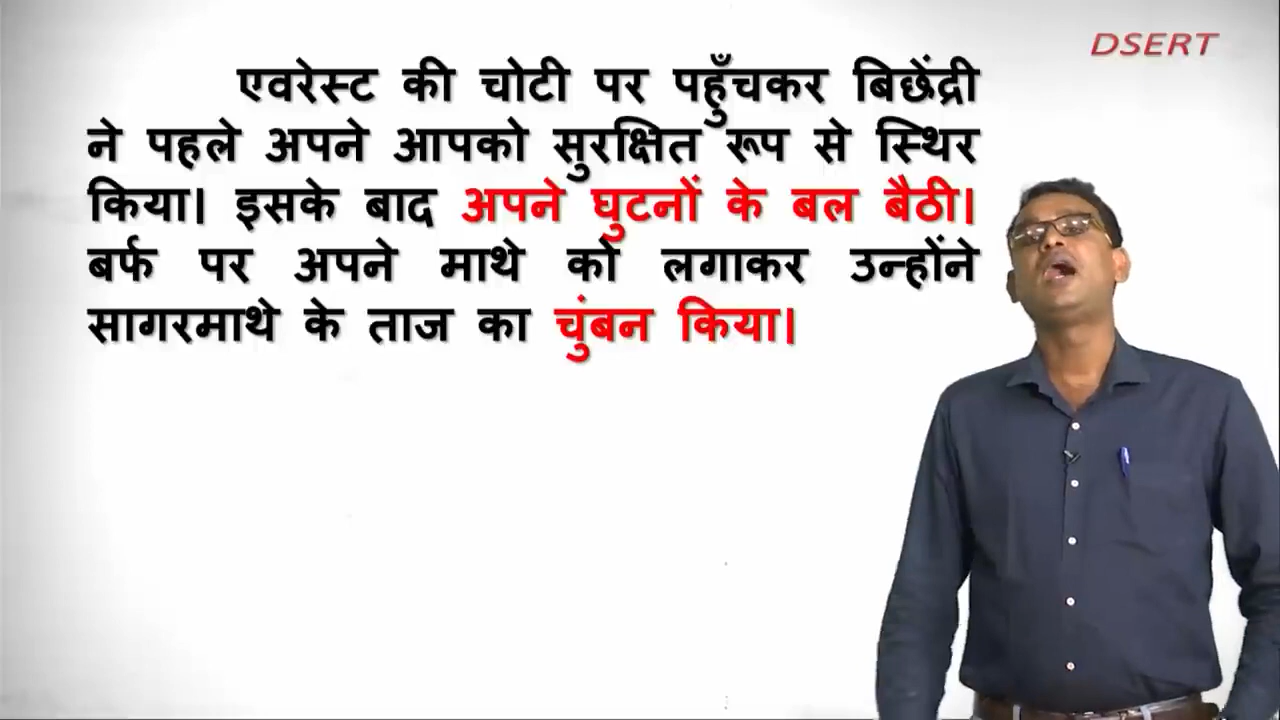 DSERT
एवरेस्ट की चोटी पर पहुँचकर बिछेंद्री
ने पहले अपने आपको सुरक्षित रूप से स्थिर
किया। इसके बाद अपने घुटनों के बल बैठी।
बर्फ पर अपने माथे को लगाकर उन्होंने
सागरमाथे के ताज का चुंबन किया।